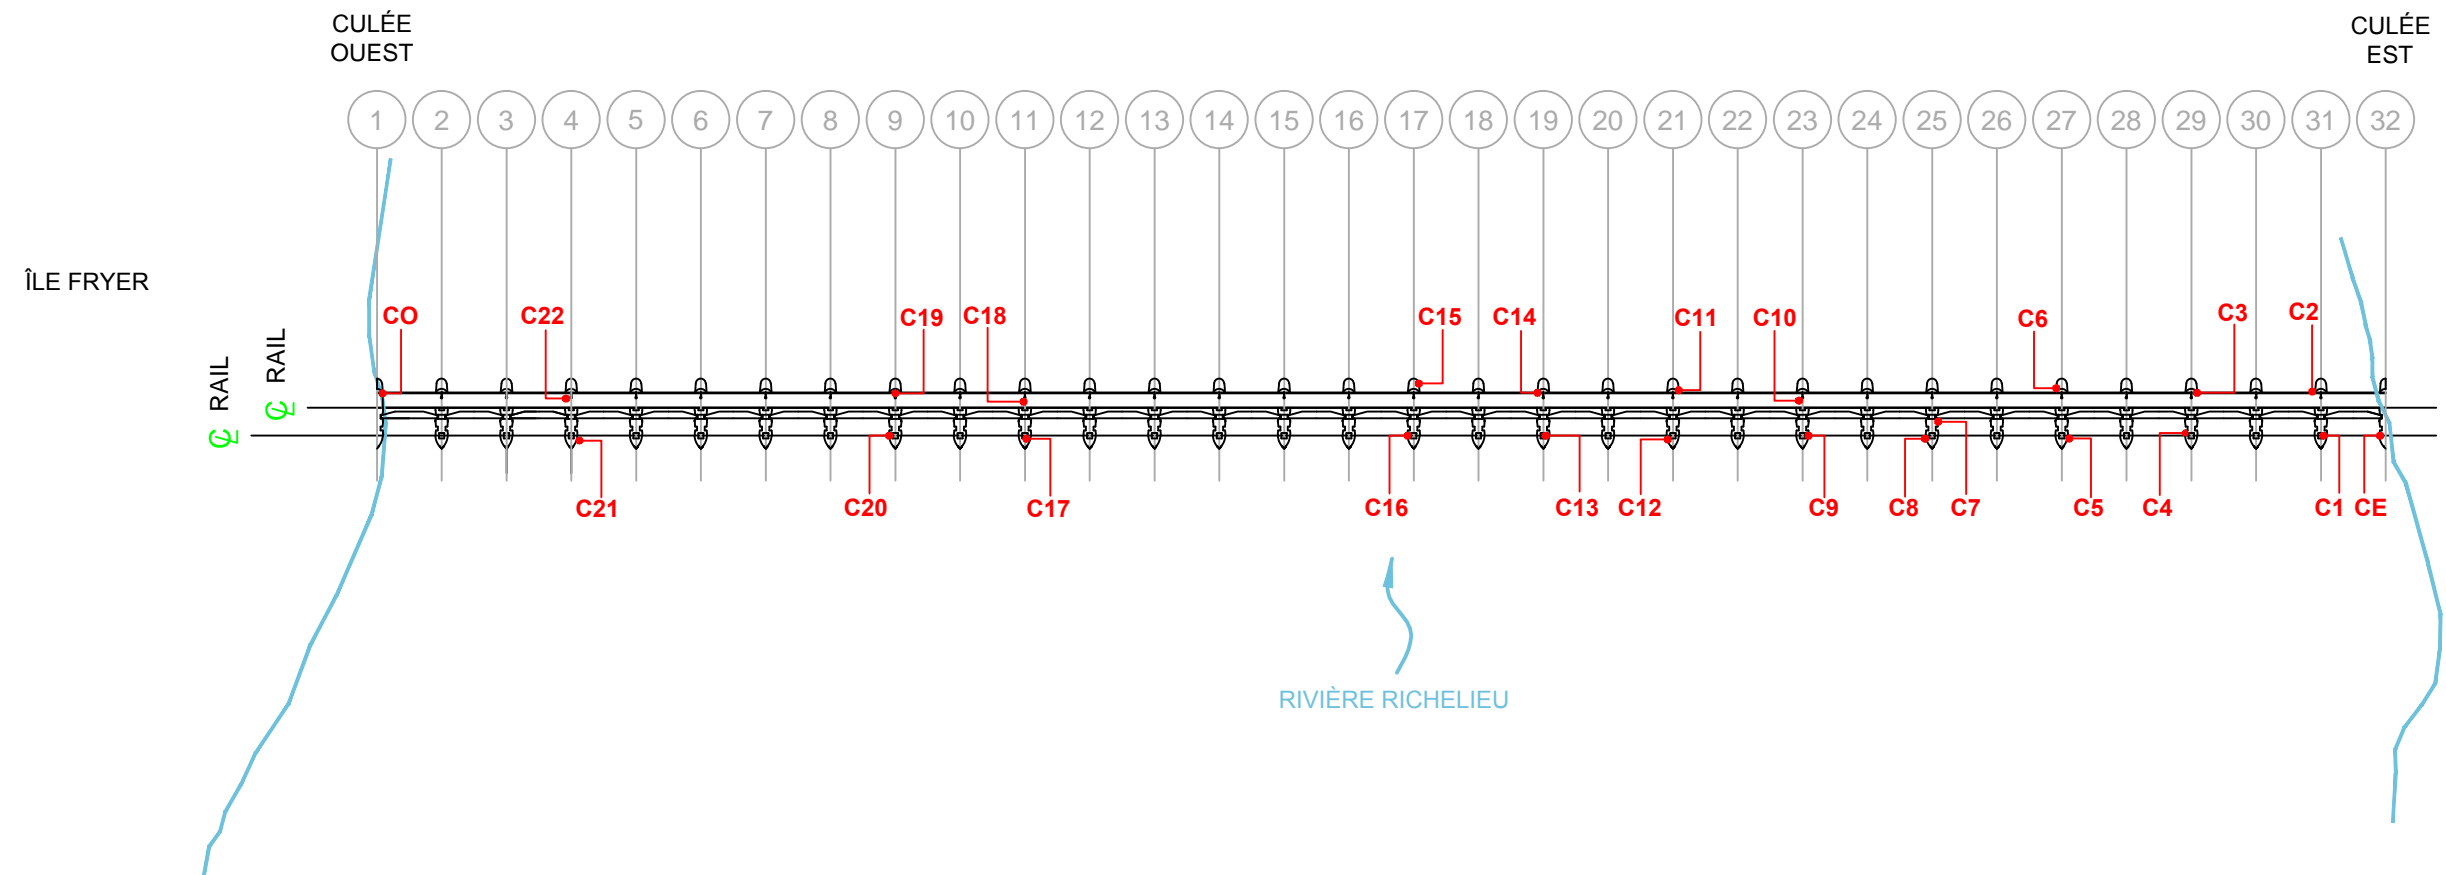 CULÉE
OUEST
CULÉE
EST
1 2 3 4 5 6 7 8 9 10 11 12 13 14 15 16 17 18 19 20 21 22 23 24 25 26 27 28 29 30 31 32
ÎLE FRYER
CO C22 C19 C18 C15 C14 C11 C10 C6 C3 C2
RAIL
RAIL
C21 C20 C17 C16 C13 C12 C9 C8 C7 C5 C4 C1 CE
RIVIÈRE RICHELIEU